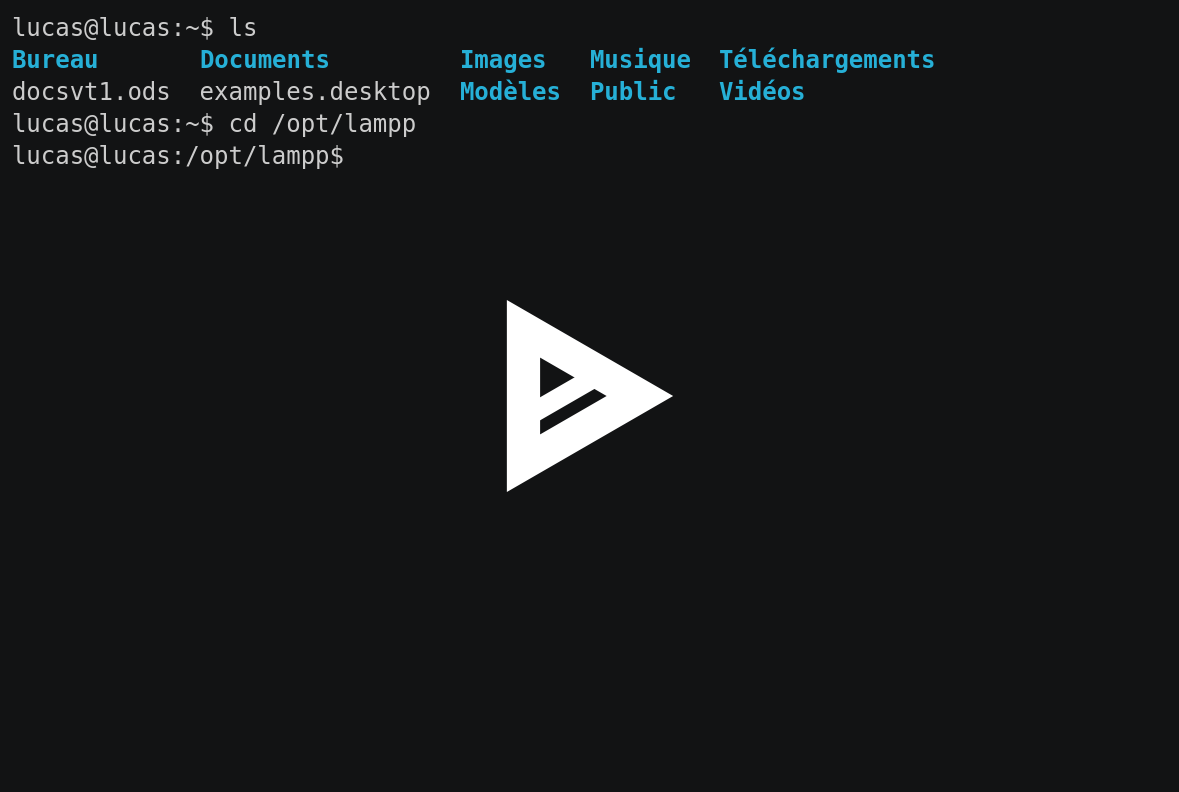 lucas@lucas:~$ ls
Bureau       Documents         Images   Musique  Téléchargements
docsvt1.ods  examples.desktop  Modèles  Public   Vidéos
lucas@lucas:~$ cd /opt/lampp
lucas@lucas:/opt/lampp$